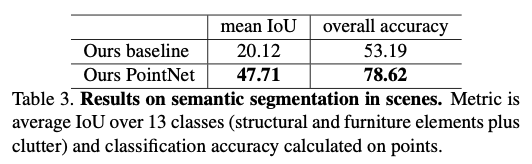 mean IoU overall accuracy
Ours baseline 20.12 53.19
Ours PointNet 47.71 78.62
Table 3. Results on semantic segmentation in scenes. Metric is
average IoU over 13 classes (structural and furniture elements plus
clutter) and classification accuracy calculated on points.